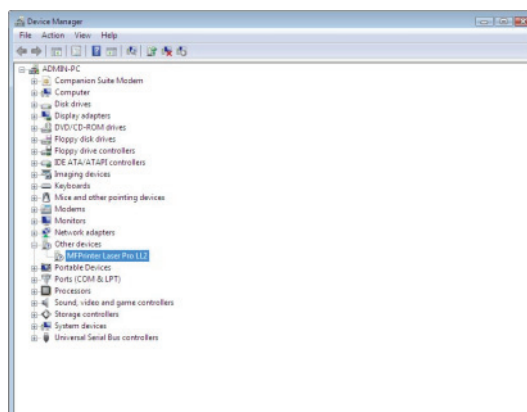 Device Manager
File Action View Help
ADMIN-PC
Companion Suite Modem
Computer
Disk drives
Display adapters
DVD/CD-ROM drives
Floppy disk drives
Floppy drive controllers
IDE ATA/ATAPI controllers
Imaging devices
Keyboards
Mice and other pointing devices
Modems
Monitors
Network adapters
Other devices
MFPrinter Laser Pro LL2
Portable Devices
Ports (COM & LPT)
Processors
Sound, video and game controllers
Storage controllers
System devices
Universal Serial Bus controllers